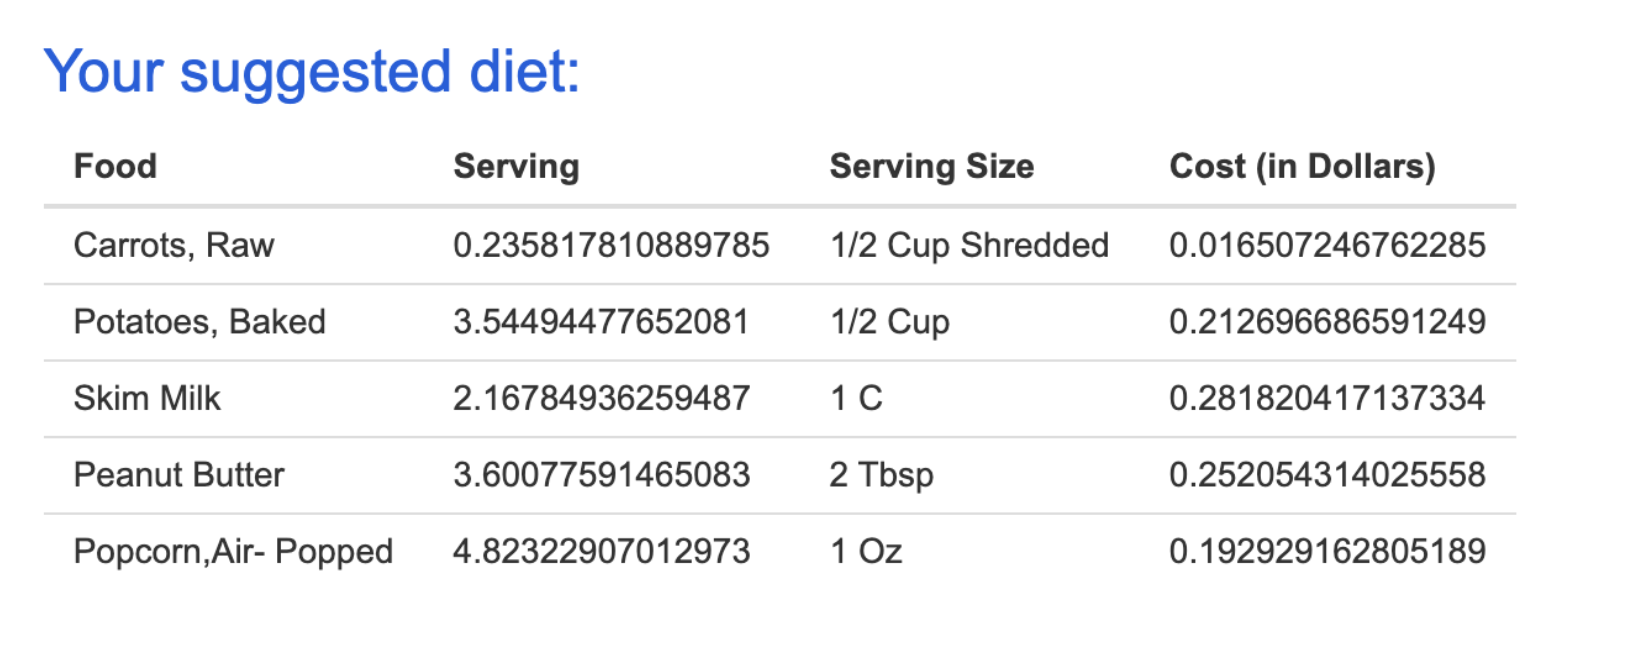 Your suggested diet:
Food Serving Serving Size Cost (in Dollars)
Carrots, Raw 0.235817810889785 1/2 Cup Shredded 0.016507246762285
Potatoes, Baked 3.54494477652081 1/2 Cup 0.212696686591249
Skim Milk 2.16784936259487 1 C 0.281820417137334
Peanut Butter 3.60077591465083 2 Tbsp 0.252054314025558
Popcorn,Air- Popped 4.82322907012973 1 Oz 0.192929162805189